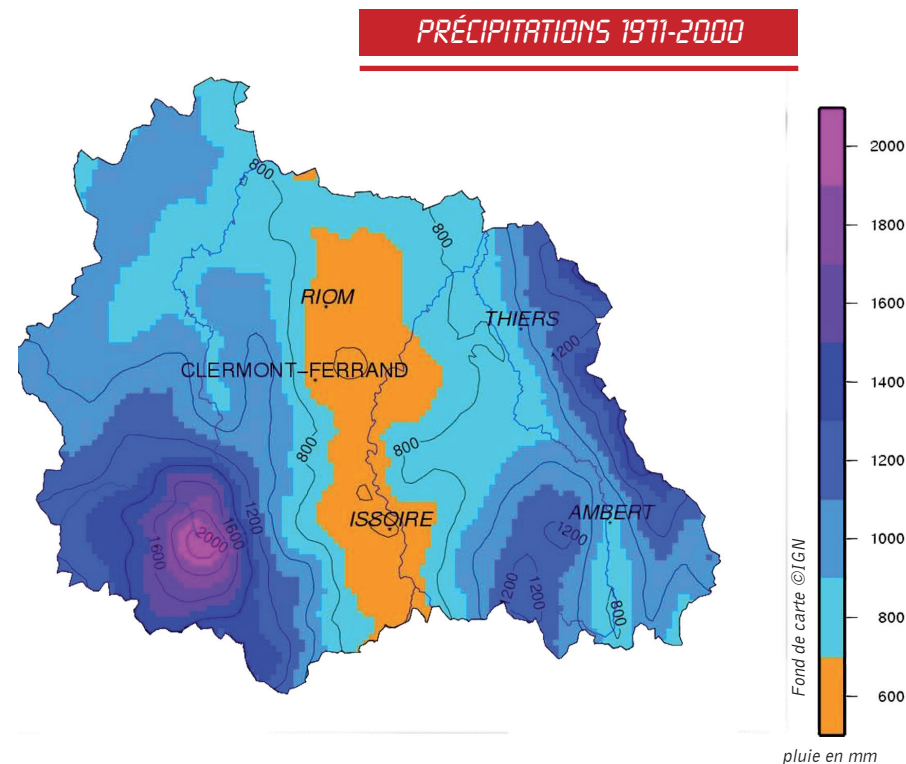 PRÉCIPITATIONS 1971-2000
800
800
2000
1800
RIOM
THIERS
1600
1200
CLERMONT-FERRAND
1400
800
800
1200
1200
ISSOIRE
AMBERT
1600
2000
1600
1200
1000
1200
1200
800
800
600
Fond de carte ©IGN
pluie en mm